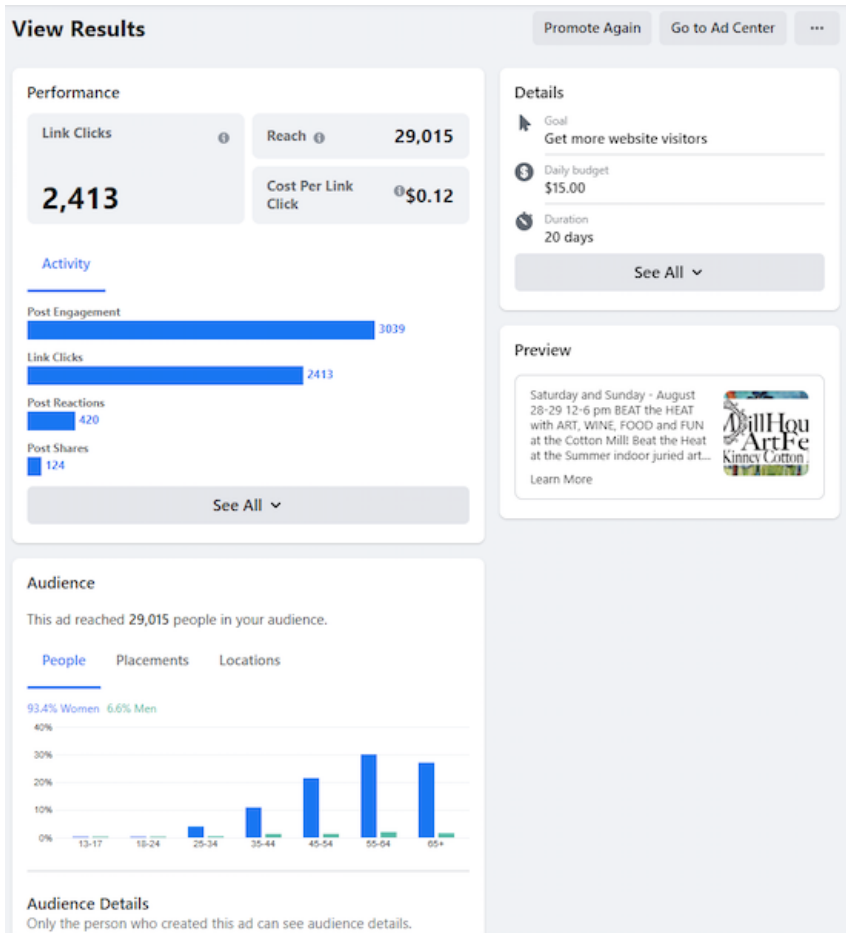 View Results
Promote Again
Go to Ad Center
...
Performance
Link Clicks
2,413
Reach
29,015
Cost Per Link
Click
$0.12
Activity
Post Engagement
3039
Link Clicks
2413
Post Reactions
420
Post Shares
124
See All
Details
Goal
Get more website visitors
Daily budget
$15.00
Duration
20 days
See All
Preview
Saturday and Sunday - August
28-29 12-6 pm BEAT the HEAT
with ART, WINE, FOOD and FUN
at the Cotton Mill! Beat the Heat
at the Summer indoor juried art...
Learn More
MillHou
ArtFe
Kinney Cotton
Audience
This ad reached 29,015 people in your audience.
People
Placements
Locations
93.4% Women 6.6% Men
40%
30%
20%
10%
0%
13-17 18-24 25-34 35-44 45-54 55-64 65+
Audience Details
Only the person who created this ad can see audience details.